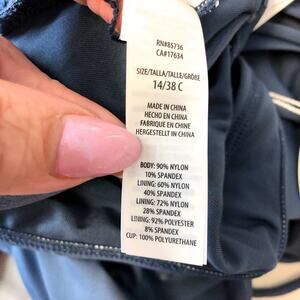 RN#85736
CA#17634
SIZE/TALLA/TALLE/GRÖßE
14/38 C
MADE IN CHINA
HECHO EN CHINA
FABRIQUE EN CHINE
HERGESTELLT IN CHINA
BODY: 90% NYLON
10% SPANDEX
LINING: 60% NYLON
40% SPANDEX
LINING: 72% NYLON
28% SPANDEX
LINING: 92% POLYESTER
8% SPANDEX
CUP: 100% POLYURETHANE